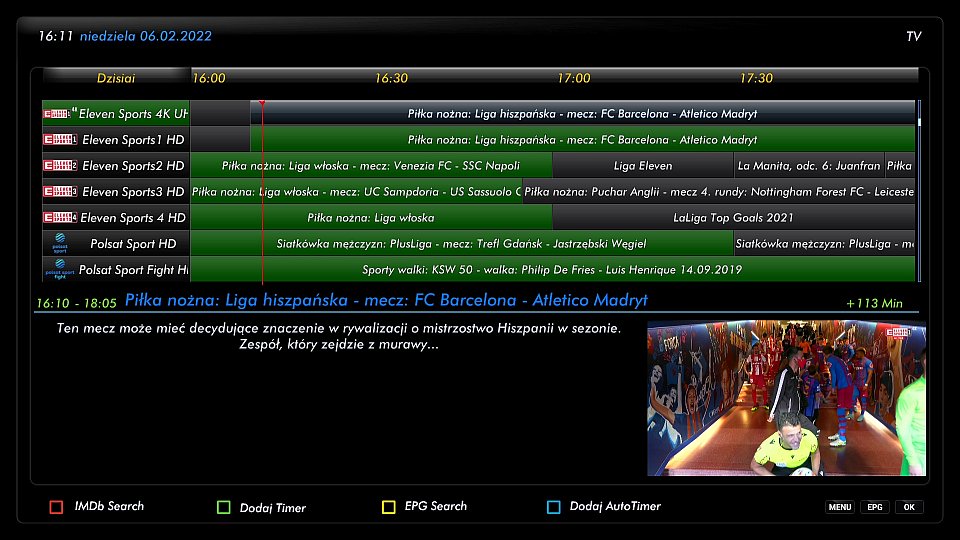 16:11 niedziela 06.02.2022 TV
Dzisiai 16:00 16:30 17:00 17:30
Eleven Sports 4K UH Piłka nożna: Liga hiszpańska - mecz: FC Barcelona - Atletico Madryt
Eleven Sports1 HD Piłka nożna: Liga hiszpańska - mecz: FC Barcelona - Atletico Madryt
Eleven Sports2 HD Piłka nożna: Liga włoska - mecz: Venezia FC - SSC Napoli Liga Eleven La Manita, odc. 6: Juanfran Piłka
Eleven Sports3 HD Piłka nożna: Liga włoska - mecz: UC Sampdoria - US Sassuolo C Piłka nożna: Puchar Anglii - mecz 4. rundy: Nottingham Forest FC - Leiceste
Eleven Sports 4 HD Piłka nożna: Liga włoska LaLiga Top Goals 2021
polsat sport Polsat Sport HD Siatkówka mężczyzn: PlusLiga - mecz: Trefl Gdańsk - Jastrzębski Węgiel Siatkówka mężczyzn: PlusLiga - me
polsat sport fight Polsat Sport Fight H Sporty walki: KSW 50 - walka: Philip De Fries - Luis Henrique 14.09.2019
16:10 - 18:05 Piłka nożna: Liga hiszpańska - mecz: FC Barcelona - Atletico Madryt +113 Min
Ten mecz może mieć decydujące znaczenie w rywalizacji o mistrzostwo Hiszpanii w sezonie.
Zespół, który zejdzie z murawy...
IMDb Search Dodaj Timer EPG Search Dodaj AutoTimer MENU EPG OK